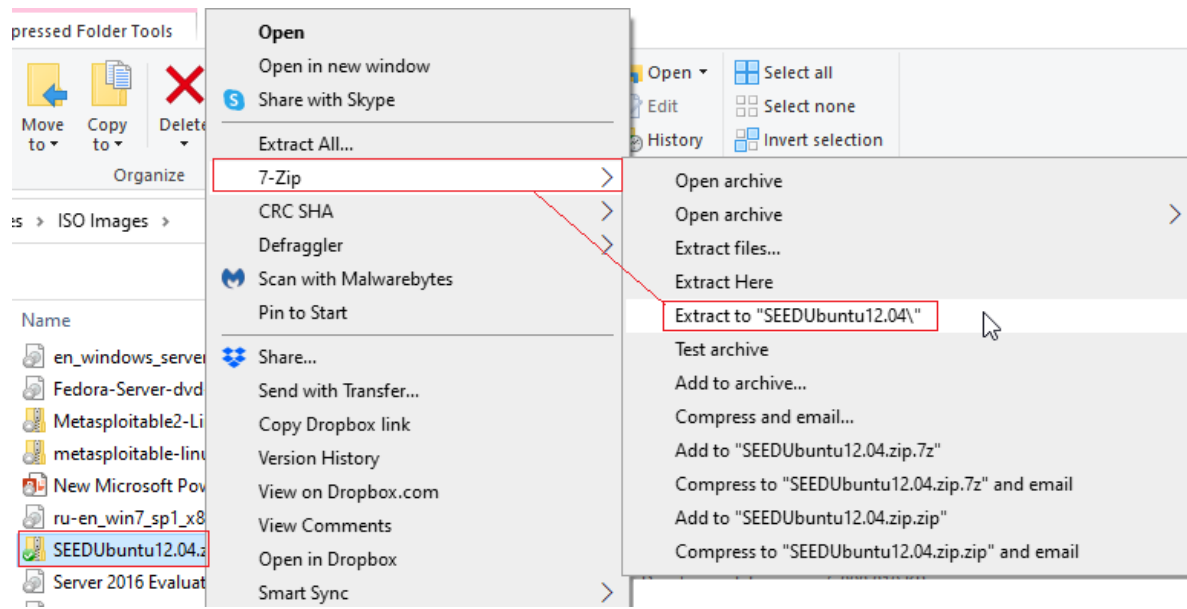 pressed Folder Tools
Move to
Copy to
Delete
Organize
ISO Images
Name
en_windows_server
Fedora-Server-dvd
Metasploitable2-Li
metasploitable-linu
New Microsoft Pov
ru-en_win7_sp1_x8
SEEDUbuntu12.04.z
Server 2016 Evaluat
Open
Open in new window
Share with Skype
Extract All...
7-Zip
CRC SHA
Defraggler
Scan with Malwarebytes
Pin to Start
Share...
Send with Transfer...
Copy Dropbox link
Version History
View on Dropbox.com
View Comments
Open in Dropbox
Smart Sync
Open
Edit
History
Select all
Select none
Invert selection
Open archive
Open archive
Extract files...
Extract Here
Extract to "SEEDUbuntu12.04\"
Test archive
Add to archive...
Compress and email...
Add to "SEEDUbuntu12.04.zip.7z"
Compress to "SEEDUbuntu12.04.zip.7z" and email
Add to "SEEDUbuntu12.04.zip.zip"
Compress to "SEEDUbuntu12.04.zip.zip" and email